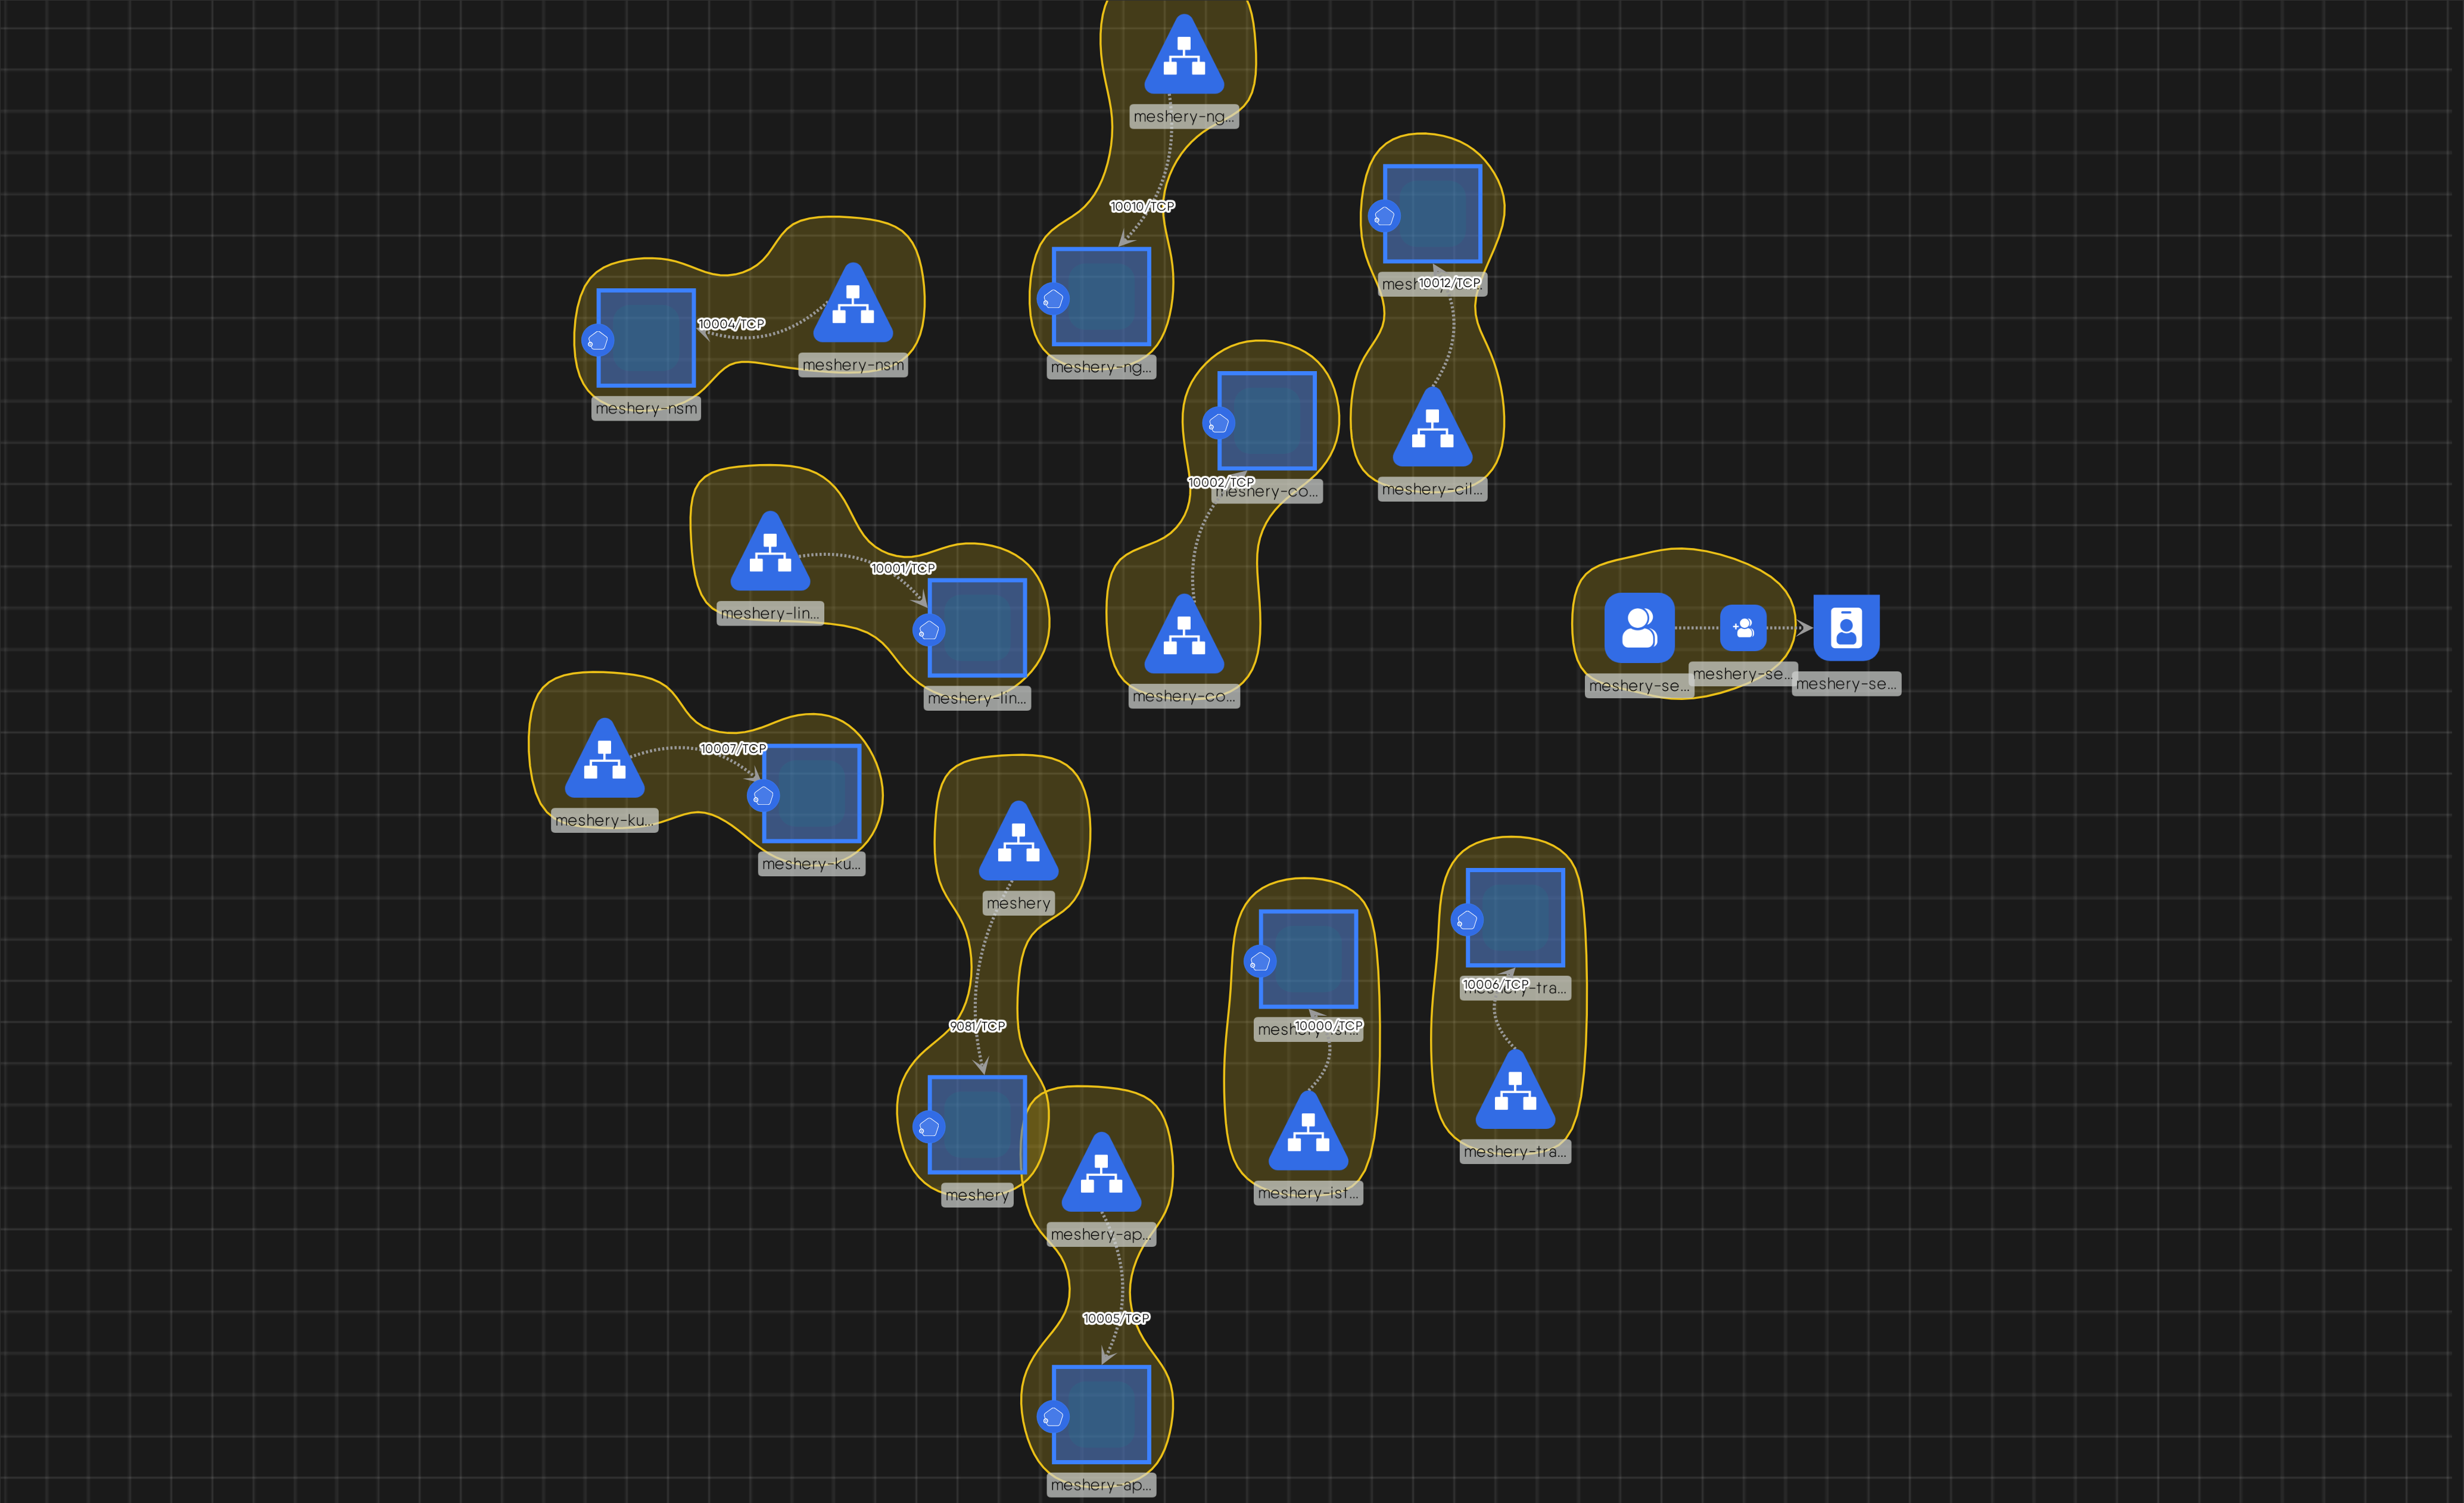 meshery-ng...
10010/TCP
meshery-ng...
10012/TCP
meshery-cil...
10004/TCP
meshery-nsm
meshery-nsm
10002/TCP
meshery-co...
meshery-co...
10001/TCP
meshery-lin...
meshery-lin...
meshery-se...
meshery-se...
meshery-se...
10007/TCP
meshery-ku...
meshery-ku...
meshery
9081/TCP
meshery
10000/TCP
meshery-ist...
10006/TCP
meshery-tra...
meshery-ap...
10005/TCP
meshery-ap...